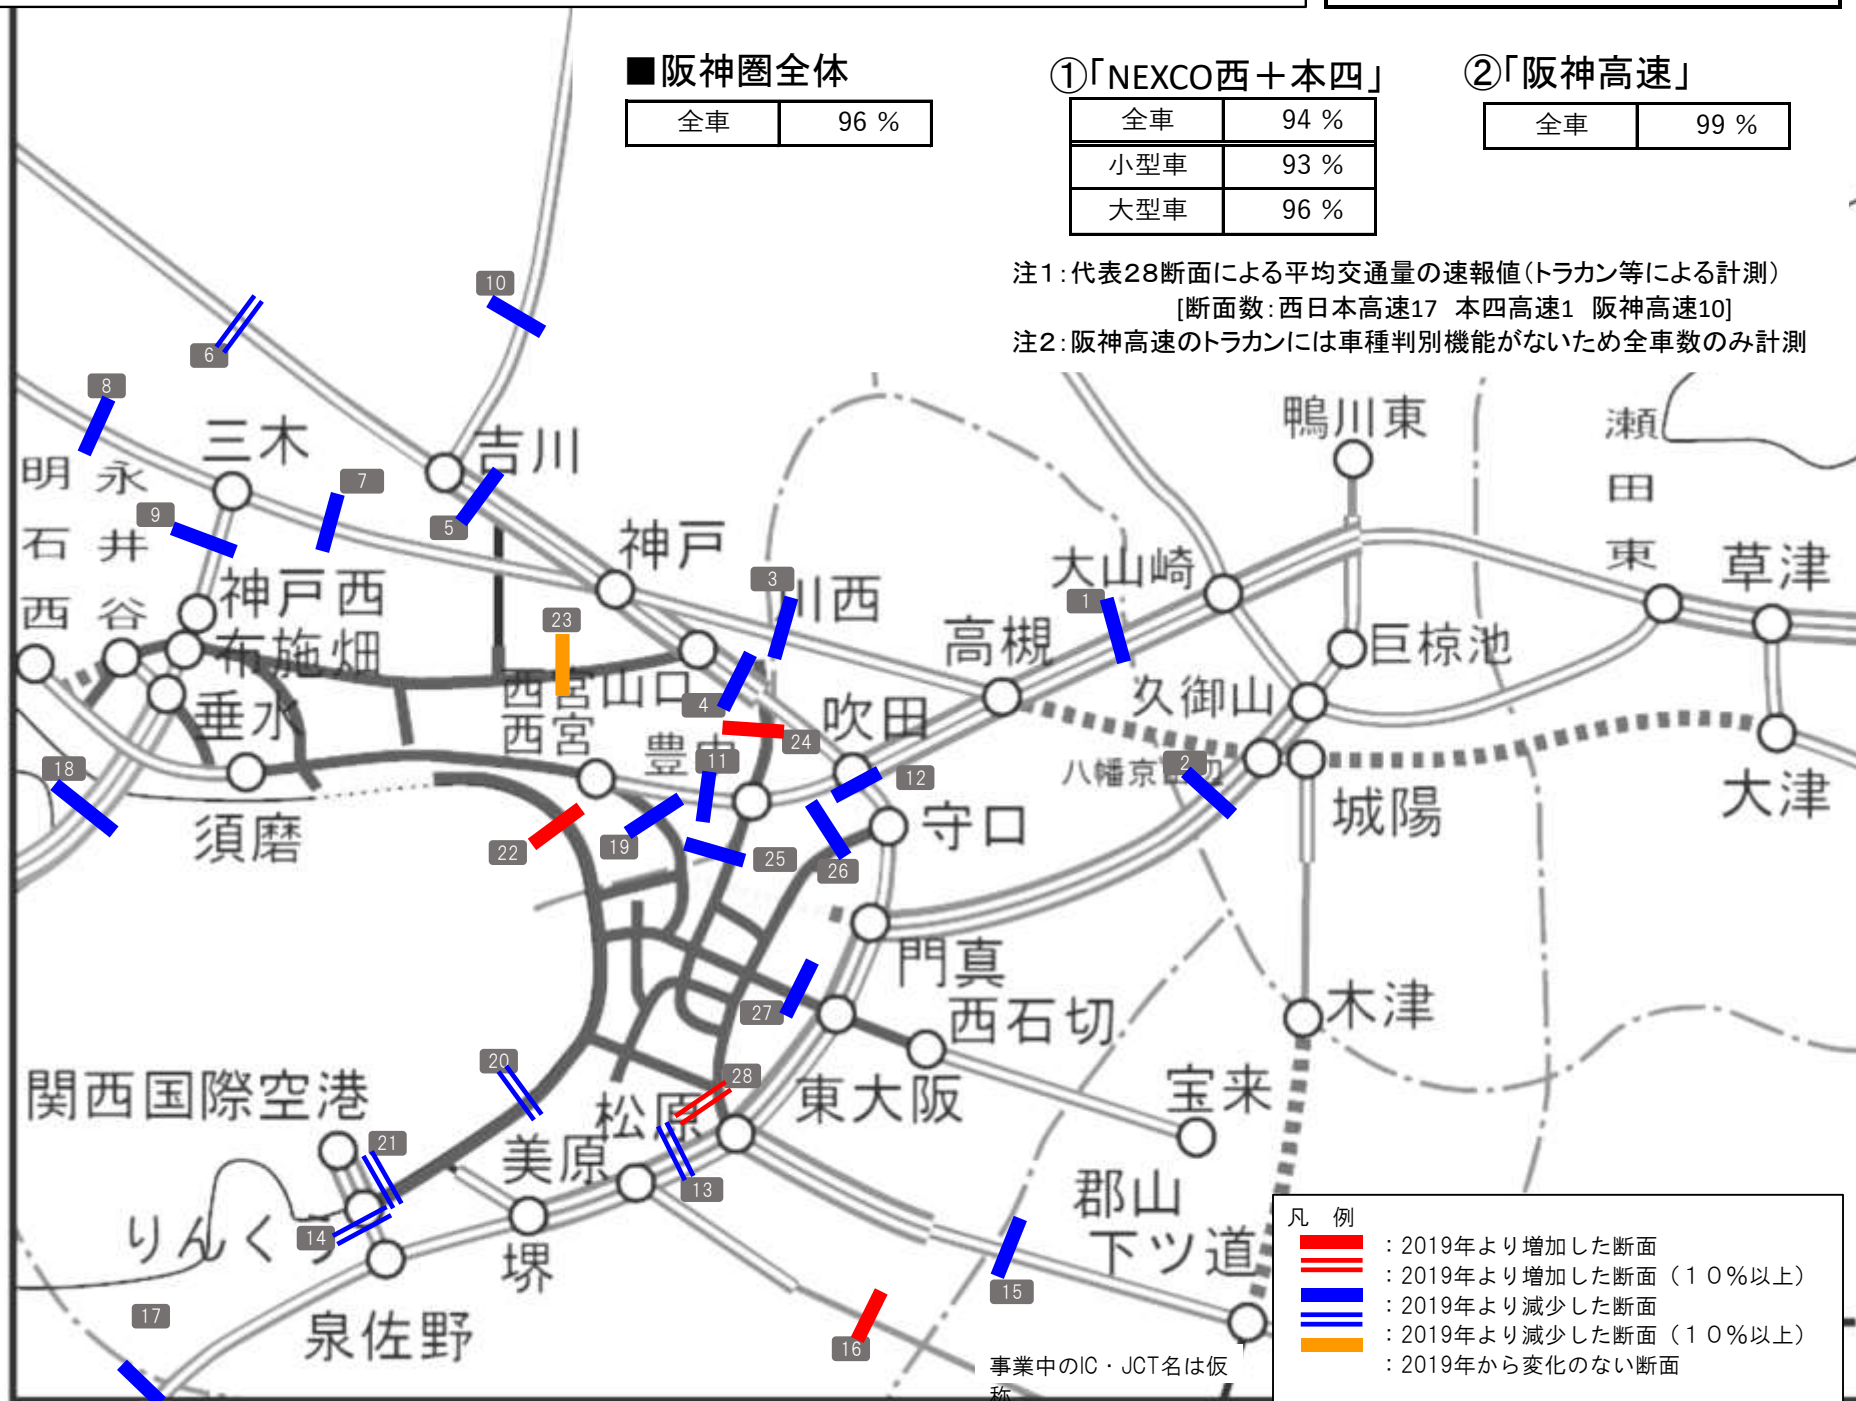 ■阪神圏全体
全車 96 %
①「NEXCO西＋本四」
全車 94 %
小型車 93 %
大型車 96 %
②「阪神高速」
全車 99 %
注1：代表28断面による平均交通量の速報値（トラカン等による計測）
[断面数：西日本高速17 本四高速1 阪神高速10]
注2：阪神高速のトラカンには車種判別機能がないため全車数のみ計測
10
6
8
三木
吉川
7
5
9
明石西
永井谷
神戸西
布施畑
神戸
23
3
川西
大山崎
1
鴨川東
瀬田東
草津
高槻
巨椋池
久御山
西宮山口
西宮
4
24
吹田
豊中
11
12
八幡京田辺
2
城陽
大津
垂水
18
須磨
22
19
25
26
守口
門真
27
西石切
木津
関西国際空港
20
28
松原
東大阪
宝来
21
美原
13
郡山
下ツ道
14
りんくう
堺
15
17
泉佐野
16
事業中のIC・JCT名は仮
称
凡 例
：2019年より増加した断面
：2019年より増加した断面（１０％以上）
：2019年より減少した断面
：2019年より減少した断面（１０％以上）
：2019年から変化のない断面